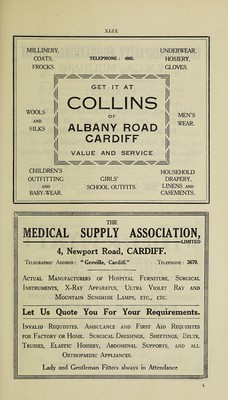 XLIX.
MILLINERY,
COATS.
FROCKS.
TELEPHONE : 4885.
UNDERWEAR.
HOSIERY,
GLOVES.
GET IT AT
COLLINS
OF
ALBANY ROAD
CARDIFF
VALUE AND SERVICE
WOOLS
AND
SILKS
MEN'S
WEAR.
CHILDREN'S
OUTFITTING
AND
BABY-WEAR.
GIRLS'
SCHOOL OUTFITS.
HOUSEHOLD
DRAPERY,
LINENS AND
CASEMENTS.
THE
MEDICAL SUPPLY ASSOCIATION,
LIMITED
4, Newport Road, CARDIFF.
TELEGRAPHIC ADDRESS : "Grevilla, Cardiff." TELEPHONE : 3670.
ACTUAL MANUFACTURERS OF HOSPITAL FURNITURE, SURGICAL
INSTRUMENTS, X-RAY APPARATUS, ULTRA VIOLET RAY AND
MOUNTAIN SUNSHINE LAMPS, ETC., ETC.
Let Us Quote You For Your Requirements.
INVALID REQUISITES. AMBULANCE AND FIRST AID REQUISITES
FOR FACTORY OR HOME, SURGICAL DRESSINGS, SHEETINGS, BELTS,
TRUSSES, ELASTIC HOSIERY, ABDOMINAL SUPPORTS, AND ALL
ORTHOPAEDIC APPLIANCES.
Lady and Gentleman Fitters always in Attendance